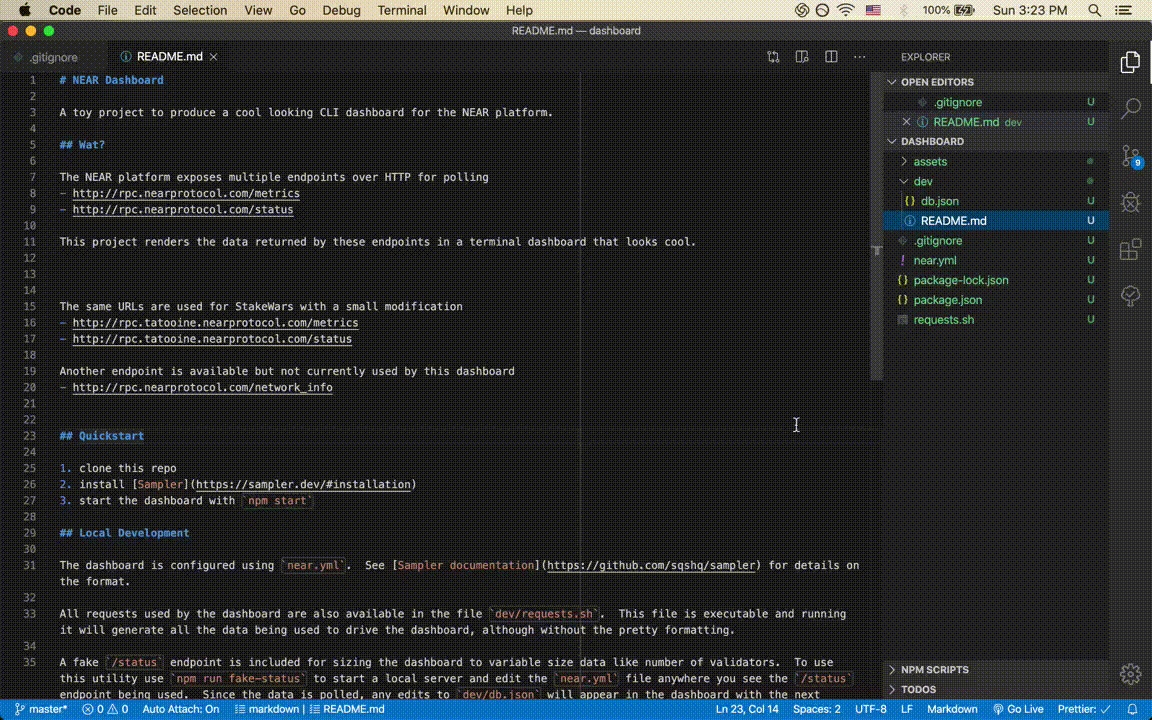 Code File Edit Selection View Go Debug Terminal Window Help 100% Sun 3:23 PM
README.md — dashboard
.gitignore README.md
1 # NEAR Dashboard
2
3 A toy project to produce a cool looking CLI dashboard for the NEAR platform.
4
5 ## Wat?
6
7 The NEAR platform exposes multiple endpoints over HTTP for polling
8 - http://rpc.nearprotocol.com/metrics
9 - http://rpc.nearprotocol.com/status
10
11 This project renders the data returned by these endpoints in a terminal dashboard that looks cool.
12
13
14
15 The same URLs are used for StakeWars with a small modification
16 - http://rpc.tatooine.nearprotocol.com/metrics
17 - http://rpc.tatooine.nearprotocol.com/status
18
19 Another endpoint is available but not currently used by this dashboard
20 - http://rpc.nearprotocol.com/network_info
21
22
23 ## Quickstart
24
25 1. clone this repo
26 2. install [Sampler](https://sampler.dev/#installation)
27 3. start the dashboard with `npm start`
28
29 ## Local Development
30
31 The dashboard is configured using `near.yml`.  See [Sampler documentation](https://github.com/sqshq/sampler) for details on
the format.
32
33 All requests used by the dashboard are also available in the file `dev/requests.sh`.  This file is executable and running
it will generate all the data being used to drive the dashboard, although without the pretty formatting.
34
35 A fake `/status` endpoint is included for sizing the dashboard to variable size data like number of validators.  To use
this utility use `npm run fake-status` to start a local server and edit the `near.yml` file anywhere you see the `/status`
endpoint being used.  Since the data is polled, any edits to `dev/db.json` will appear in the dashboard with the next
EXPLORER
OPEN EDITORS
.gitignore U
README.md dev U
DASHBOARD
assets
dev
{} db.json U
README.md U
.gitignore U
! near.yml U
{} package-lock.json U
{} package.json U
requests.sh U
9
NPM SCRIPTS
TODOS
master* 0 0 Auto Attach: On markdown | README.md Ln 23, Col 14 Spaces: 2 UTF-8 LF Markdown Go Live Prettier: ✓